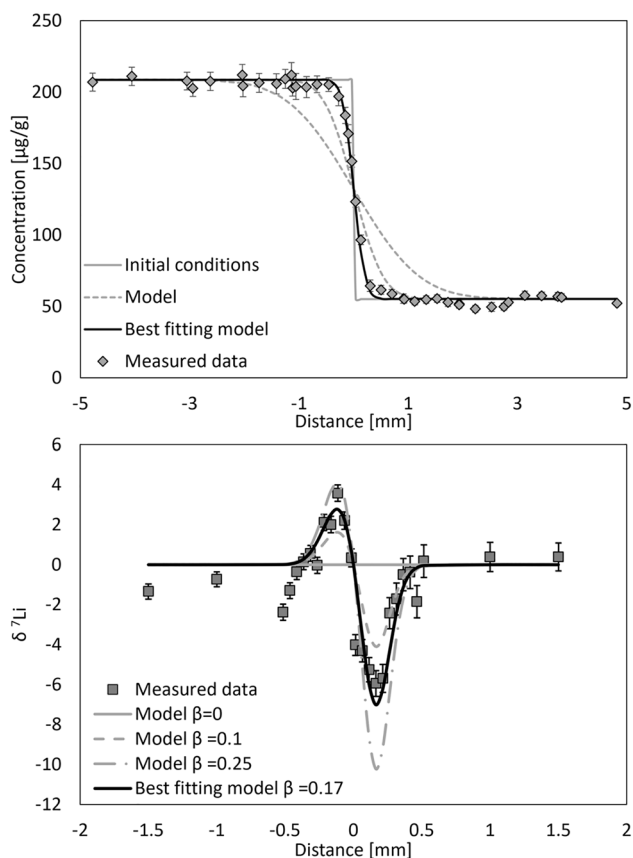 250
200
150
100
50
0
Concentration [µg/g]
Initial conditions
Model
Best fitting model
Measured data
-5 -3 -1 1 3 5
Distance [mm]
6
4
2
0
-2
-4
-6
-8
-10
-12
δ ⁷Li
Measured data
Model β=0
Model β =0.1
Model β =0.25
Best fitting model β =0.17
-2 -1.5 -1 -0.5 0 0.5 1 1.5 2
Distance [mm]